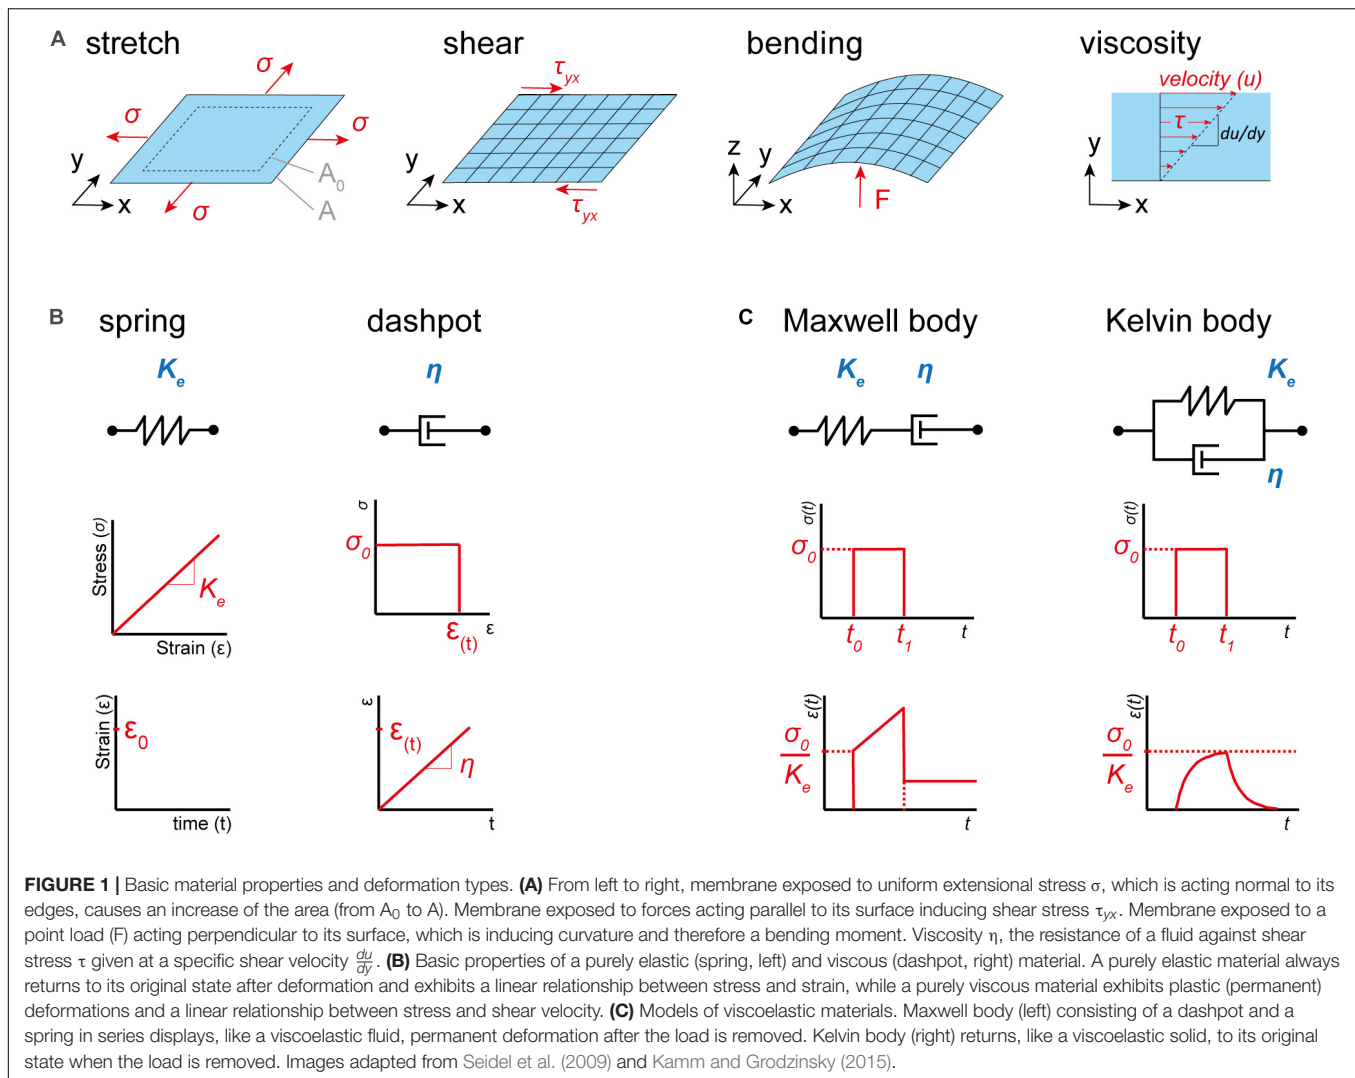 A stretch shear bending viscosity
σ σ σ σ
A₀
A
y x
τyx
τyx
y x
z y x
F
velocity (u)
τ
du/dy
y x
B spring dashpot C Maxwell body Kelvin body
Kₑ η Kₑ η Kₑ
η
Stress (σ)
Kₑ
Strain (ε)
σ
σ₀
ε(t) ε
σ(t)
σ₀
t₀ t₁ t
σ(t)
σ₀
t₀ t₁ t
Strain (ε)
ε₀
time (t)
ε
ε(t)
η
t
ε(t)
σ₀
Kₑ
t
ε(t)
σ₀
Kₑ
t
FIGURE 1 | Basic material properties and deformation types. (A) From left to right, membrane exposed to uniform extensional stress σ, which is acting normal to its
edges, causes an increase of the area (from A₀ to A). Membrane exposed to forces acting parallel to its surface inducing shear stress τyx. Membrane exposed to a
point load (F) acting perpendicular to its surface, which is inducing curvature and therefore a bending moment. Viscosity η, the resistance of a fluid against shear
stress τ given at a specific shear velocity du/dy. (B) Basic properties of a purely elastic (spring, left) and viscous (dashpot, right) material. A purely elastic material always
returns to its original state after deformation and exhibits a linear relationship between stress and strain, while a purely viscous material exhibits plastic (permanent)
deformations and a linear relationship between stress and shear velocity. (C) Models of viscoelastic materials. Maxwell body (left) consisting of a dashpot and a
spring in series displays, like a viscoelastic fluid, permanent deformation after the load is removed. Kelvin body (right) returns, like a viscoelastic solid, to its original
state when the load is removed. Images adapted from Seidel et al. (2009) and Kamm and Grodzinsky (2015).